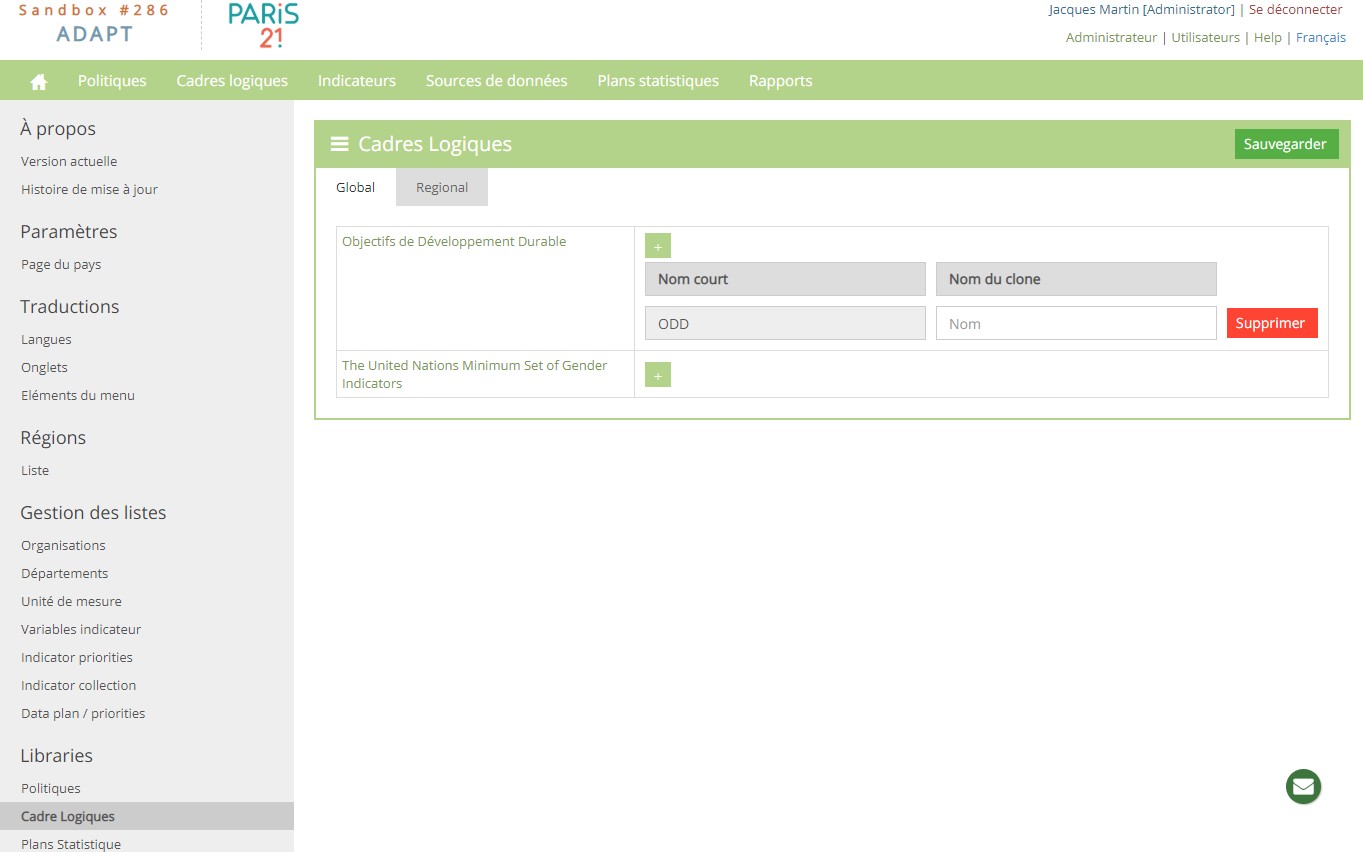 Sandbox #286
ADAPT
PARiS
21
Jacques Martin [Administrator] | Se déconnecter
Administrateur | Utilisateurs | Help | Français
Politiques Cadres logiques Indicateurs Sources de données Plans statistiques Rapports
À propos
Version actuelle
Histoire de mise à jour
Paramètres
Page du pays
Traductions
Langues
Onglets
Eléments du menu
Régions
Liste
Gestion des listes
Organisations
Départements
Unité de mesure
Variables indicateur
Indicator priorities
Indicator collection
Data plan / priorities
Libraries
Politiques
Cadre Logiques
Plans Statistique
Cadres Logiques
Sauvegarder
Global Regional
Objectifs de Développement Durable
+
Nom court Nom du clone
ODD Nom Supprimer
The United Nations Minimum Set of Gender
Indicators
+